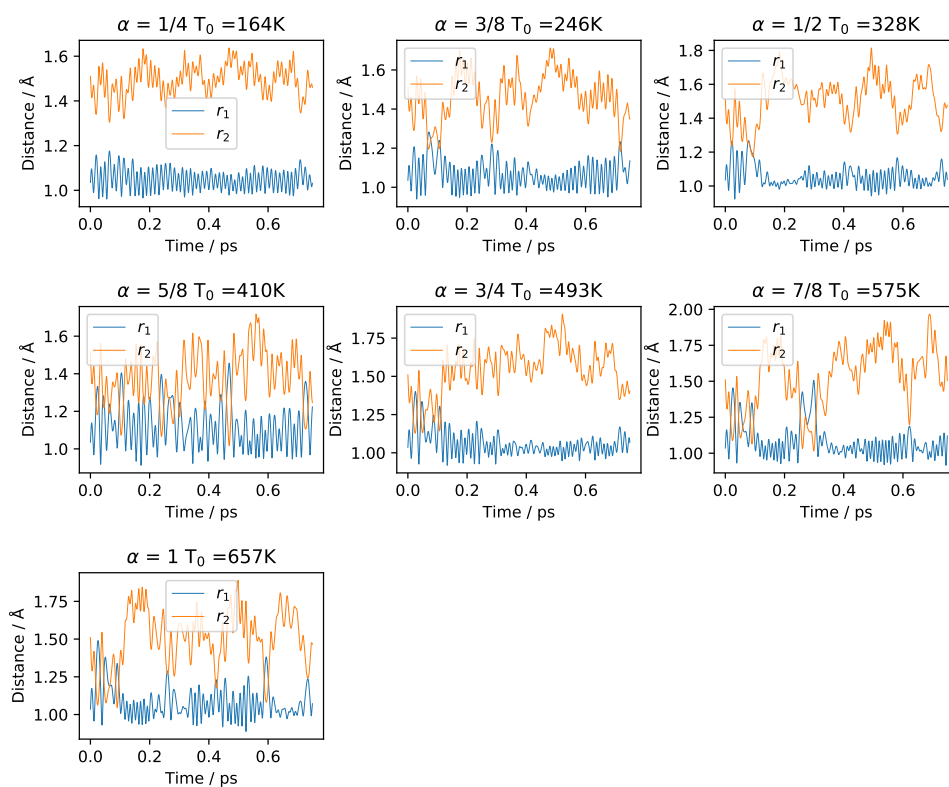 α = 1/4 T₀ =164K
α = 3/8 T₀ =246K
α = 1/2 T₀ =328K
Distance / Å
1.6
1.4
1.2
1.0
r₁
r₂
0.0 0.2 0.4 0.6
Time / ps
Distance / Å
1.6
1.4
1.2
1.0
r₁
r₂
0.0 0.2 0.4 0.6
Time / ps
Distance / Å
1.8
1.6
1.4
1.2
1.0
r₁
r₂
0.0 0.2 0.4 0.6
Time / ps
α = 5/8 T₀ =410K
α = 3/4 T₀ =493K
α = 7/8 T₀ =575K
Distance / Å
1.6
1.4
1.2
1.0
r₁
r₂
0.0 0.2 0.4 0.6
Time / ps
Distance / Å
1.75
1.50
1.25
1.00
r₁
r₂
0.0 0.2 0.4 0.6
Time / ps
Distance / Å
2.00
1.75
1.50
1.25
1.00
r₁
r₂
0.0 0.2 0.4 0.6
Time / ps
α = 1 T₀ =657K
Distance / Å
1.75
1.50
1.25
1.00
r₁
r₂
0.0 0.2 0.4 0.6
Time / ps